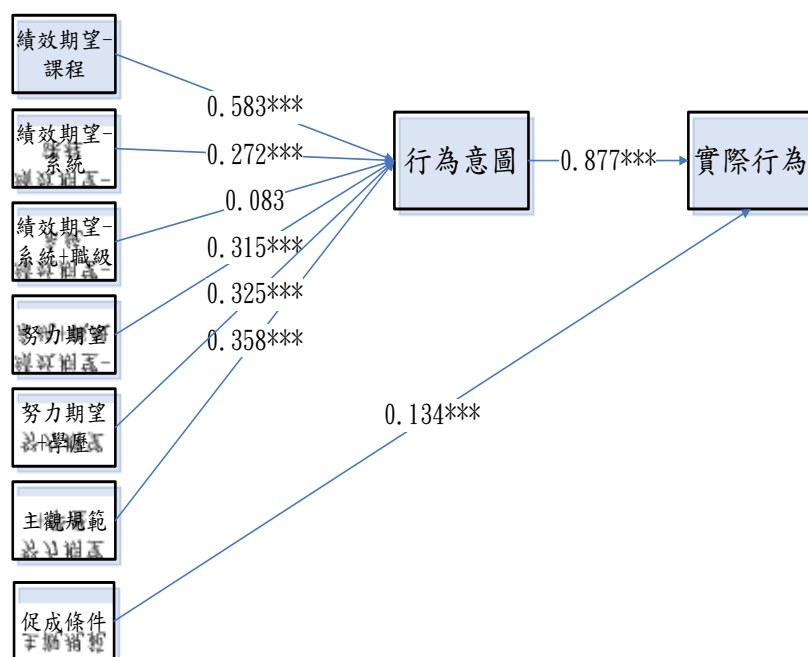 績效期望-
課程
績效期望-
系統
績效期望-
系統+職級
努力期望
努力期望
+學歷
主觀規範
促成條件
0.583***
0.272***
0.083
0.315***
0.325***
0.358***
行為意圖
0.877***
實際行為
0.134***